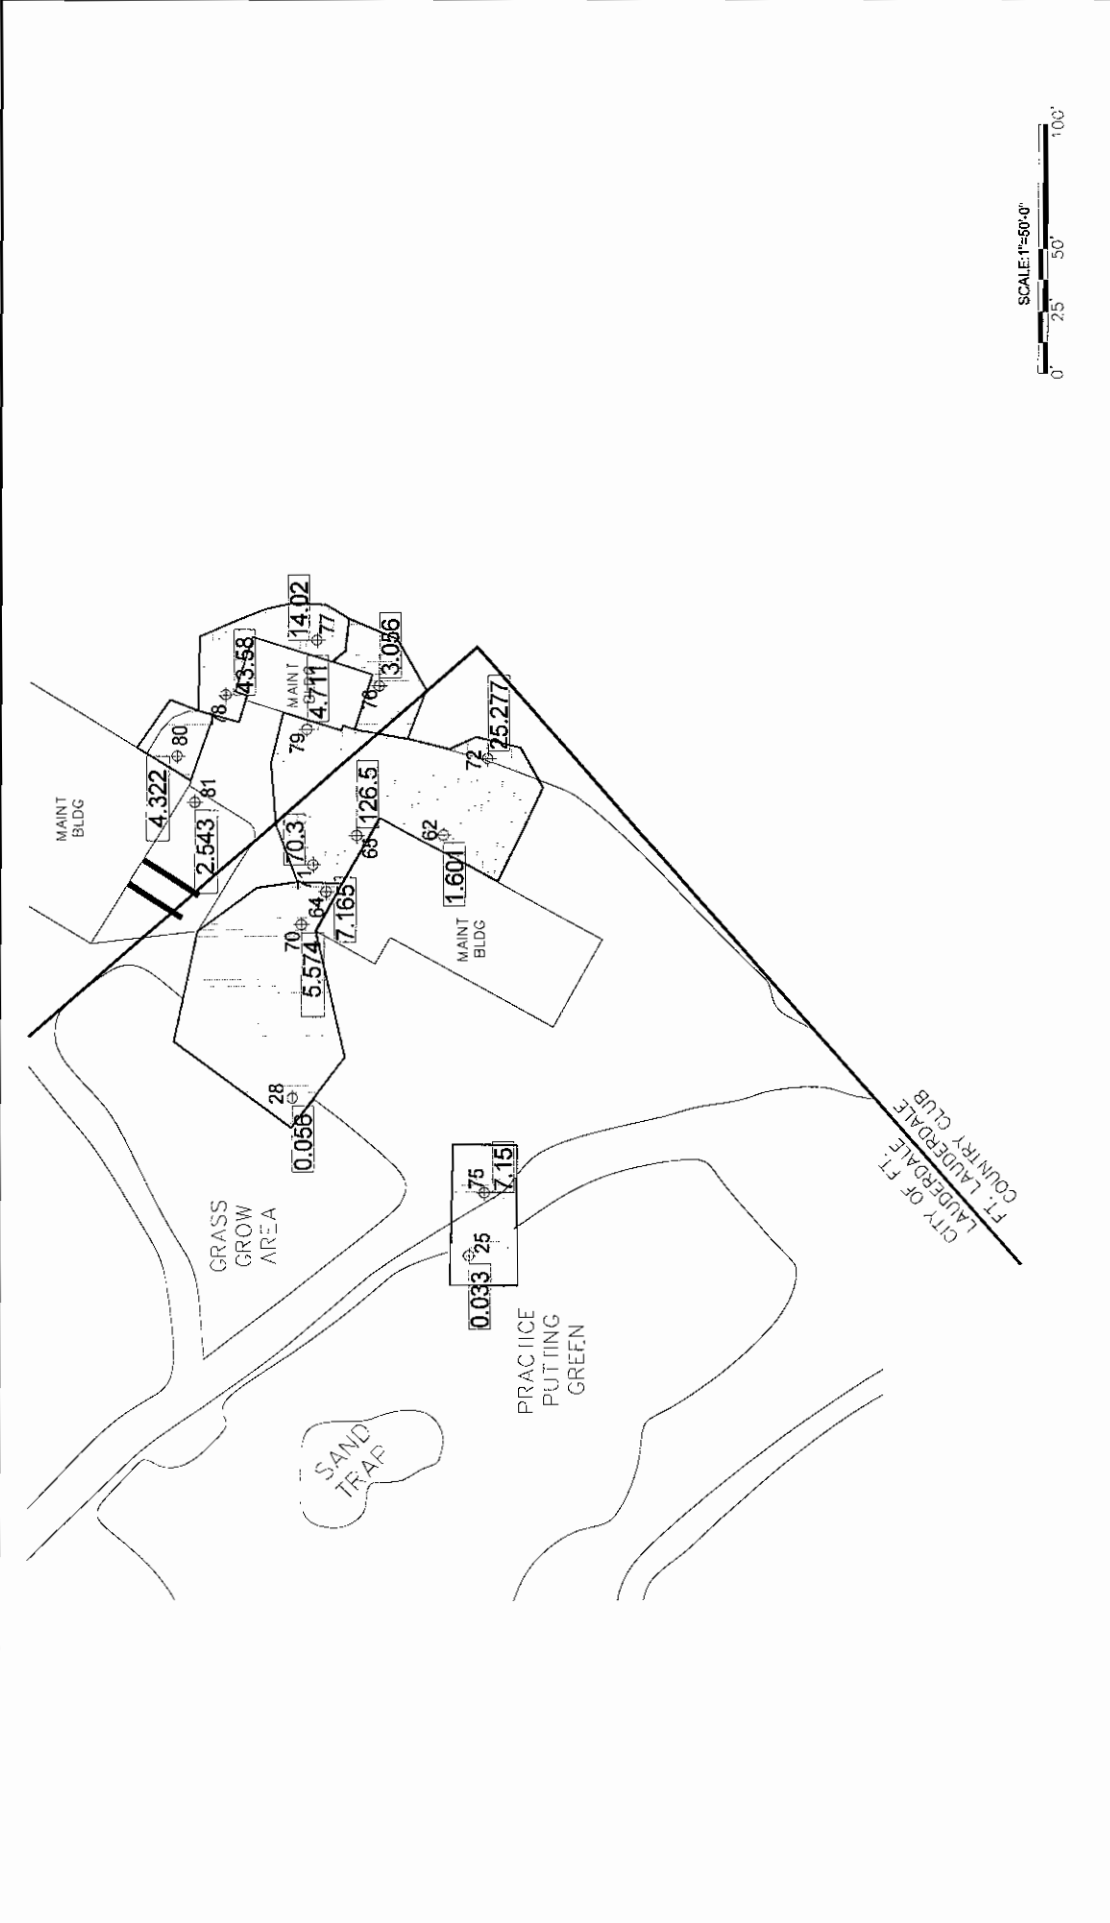 MAINT
BLDG
4.322
80
81
2.543
43.58
14.02
77
MAINT
4.711
79
76
3.056
70.3
126.5
65
64
7.165
70
5.574
28
0.056
72
25.277
62
1.601
MAINT
BLDG
GRASS
GROW
AREA
75
7.15
25
0.033
PRACTICE
PUTTING
GREEN
SAND
TRAP
CITY OF FT.
LAUDERDALE
FT. LAUDERDALE
COUNTRY CLUB
SCALE:1"=50'-0"
0'
25'
50'
100'